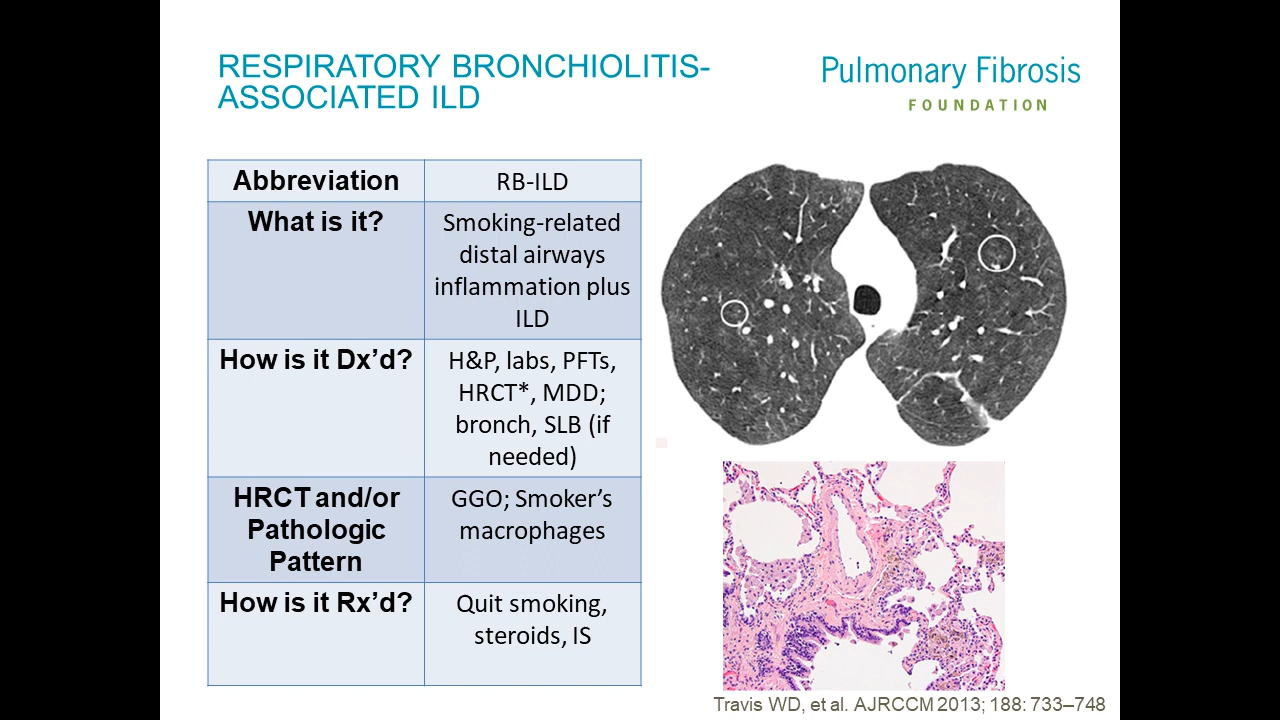 RESPIRATORY BRONCHIOLITIS-
ASSOCIATED ILD
Pulmonary Fibrosis
FOUNDATION
Abbreviation
RB-ILD
What is it?
Smoking-related
distal airways
inflammation plus
ILD
How is it Dx’d?
H&P, labs, PFTs,
HRCT*, MDD;
bronch, SLB (if
needed)
HRCT and/or
Pathologic
Pattern
GGO; Smoker’s
macrophages
How is it Rx’d?
Quit smoking,
steroids, IS
Travis WD, et al. AJRCCM 2013; 188: 733–748